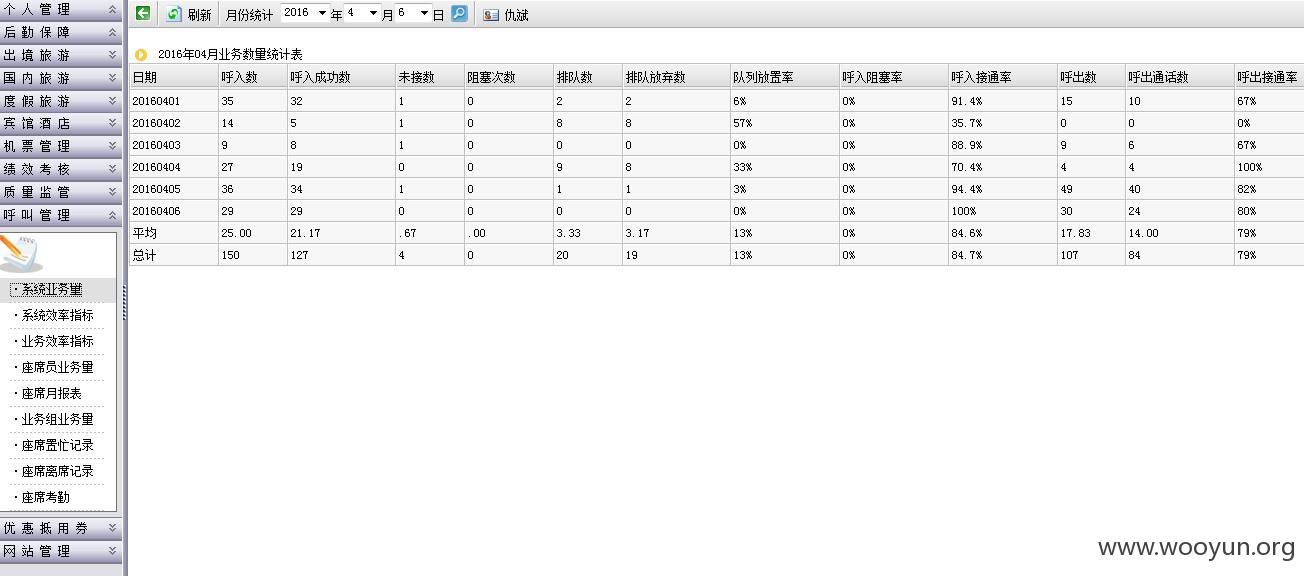 个人管理
后勤保障
出境旅游
国内旅游
度假旅游
宾馆酒店
机票管理
绩效考核
质量监管
呼叫管理
·系统业务量
·系统效率指标
·业务效率指标
·座席员业务量
·座席月报表
·业务组业务量
·座席置忙记录
·座席离席记录
·座席考勤
优惠抵用券
网站管理
刷新 月份统计 2016 年 4 月 6 日 仇斌
2016年04月业务数量统计表
日期 呼入数 呼入成功数 未接数 阻塞次数 排队数 排队放弃数 队列放置率 呼入阻塞率 呼入接通率 呼出数 呼出通话数 呼出接通率
20160401 35 32 1 0 2 2 6% 0% 91.4% 15 10 67%
20160402 14 5 1 0 8 8 57% 0% 35.7% 0 0 0%
20160403 9 8 1 0 0 0 0% 0% 88.9% 9 6 67%
20160404 27 19 0 0 9 8 33% 0% 70.4% 4 4 100%
20160405 36 34 1 0 1 1 3% 0% 94.4% 49 40 82%
20160406 29 29 0 0 0 0 0% 0% 100% 30 24 80%
平均 25.00 21.17 .67 .00 3.33 3.17 13% 0% 84.6% 17.83 14.00 79%
总计 150 127 4 0 20 19 13% 0% 84.7% 107 84 79%
www.wooyun.org